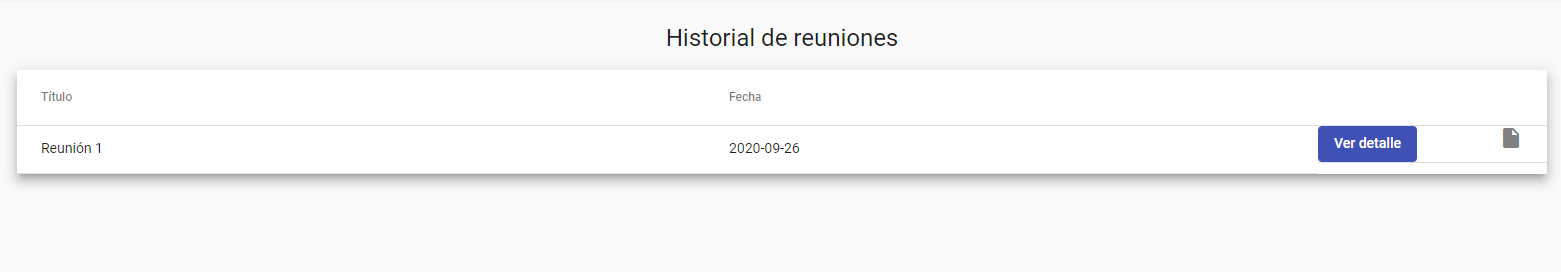 Historial de reuniones
Título Fecha
Reunión 1 2020-09-26 Ver detalle